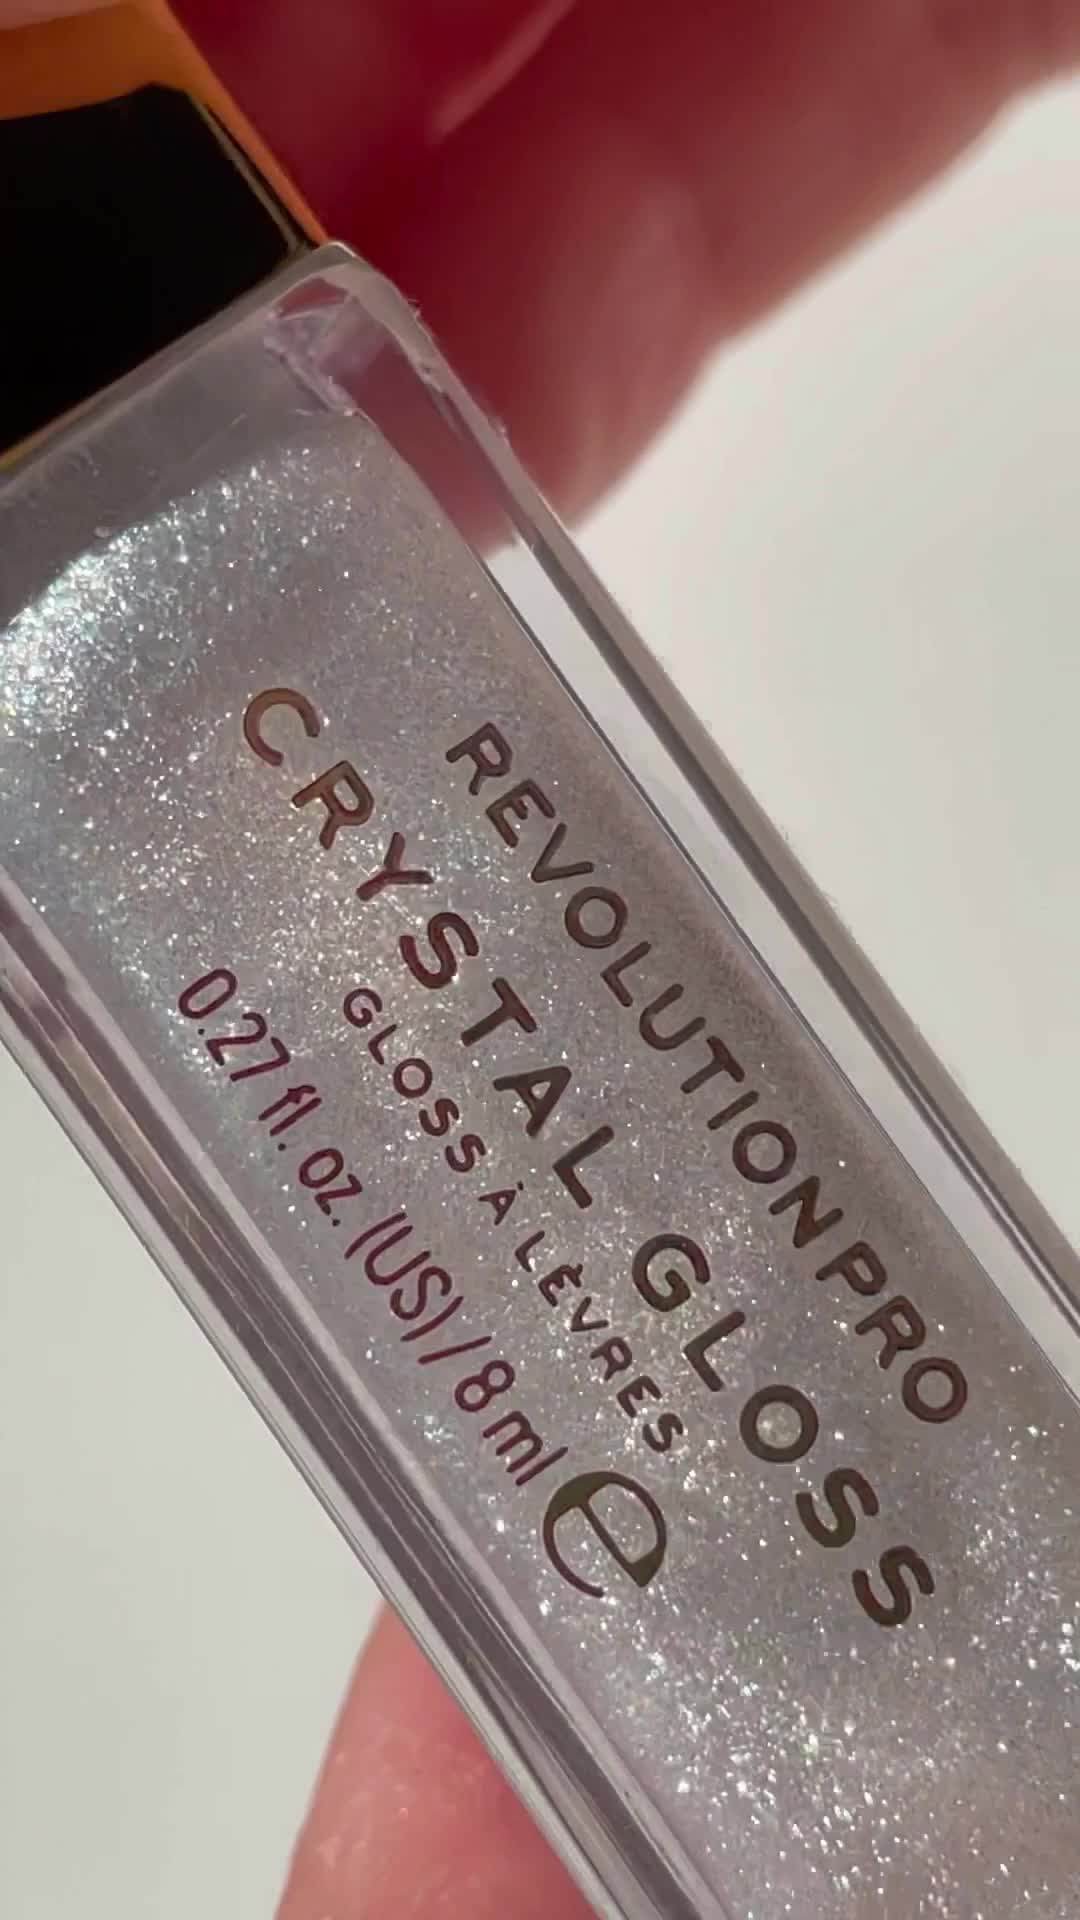 REVOLUTIONPRO
CRYSTAL GLOSS
GLOSS À LÈVRES
0.27 fl. oz. (US) / 8 ml e